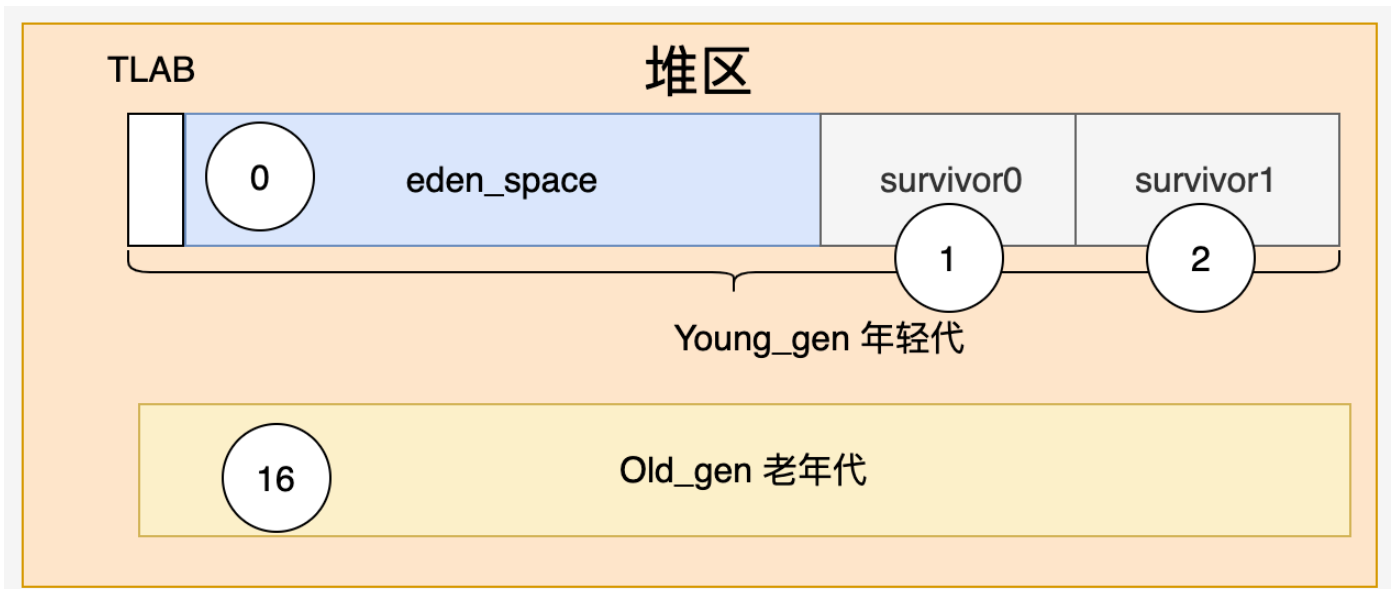 堆区
TLAB
0
eden_space
survivor0
survivor1
1
2
Young_gen 年轻代
16
Old_gen 老年代